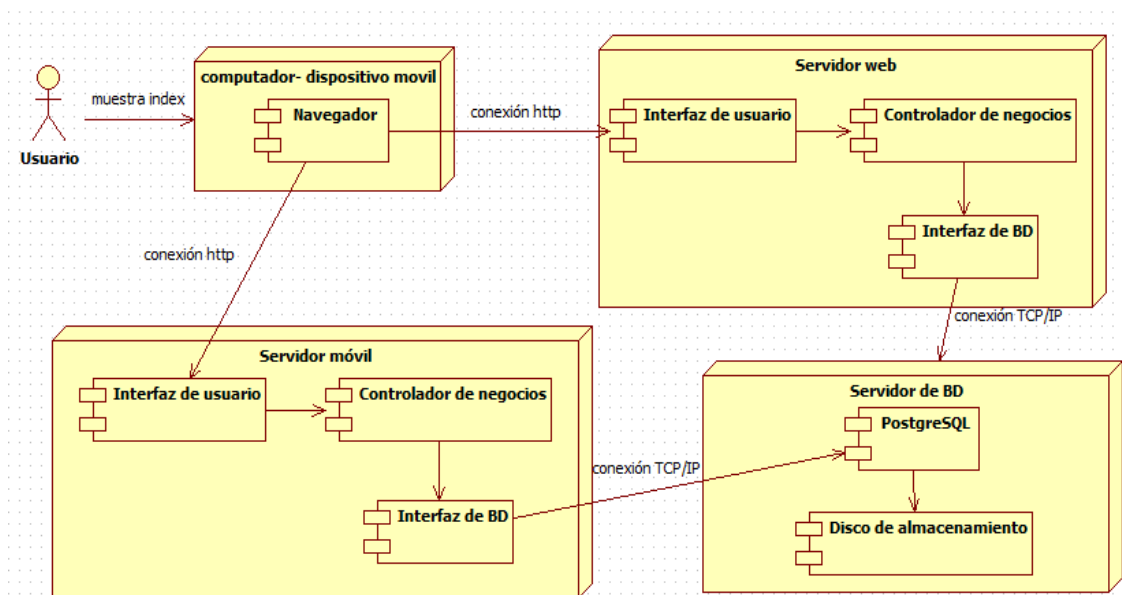 Servidor web
computador- dispositivo movil
muestra index
Navegador
conexión http
Interfaz de usuario
Controlador de negocios
Usuario
Interfaz de BD
conexión http
conexión TCP/IP
Servidor móvil
Interfaz de usuario
Controlador de negocios
Servidor de BD
PostgreSQL
conexión TCP/IP
Interfaz de BD
Disco de almacenamiento